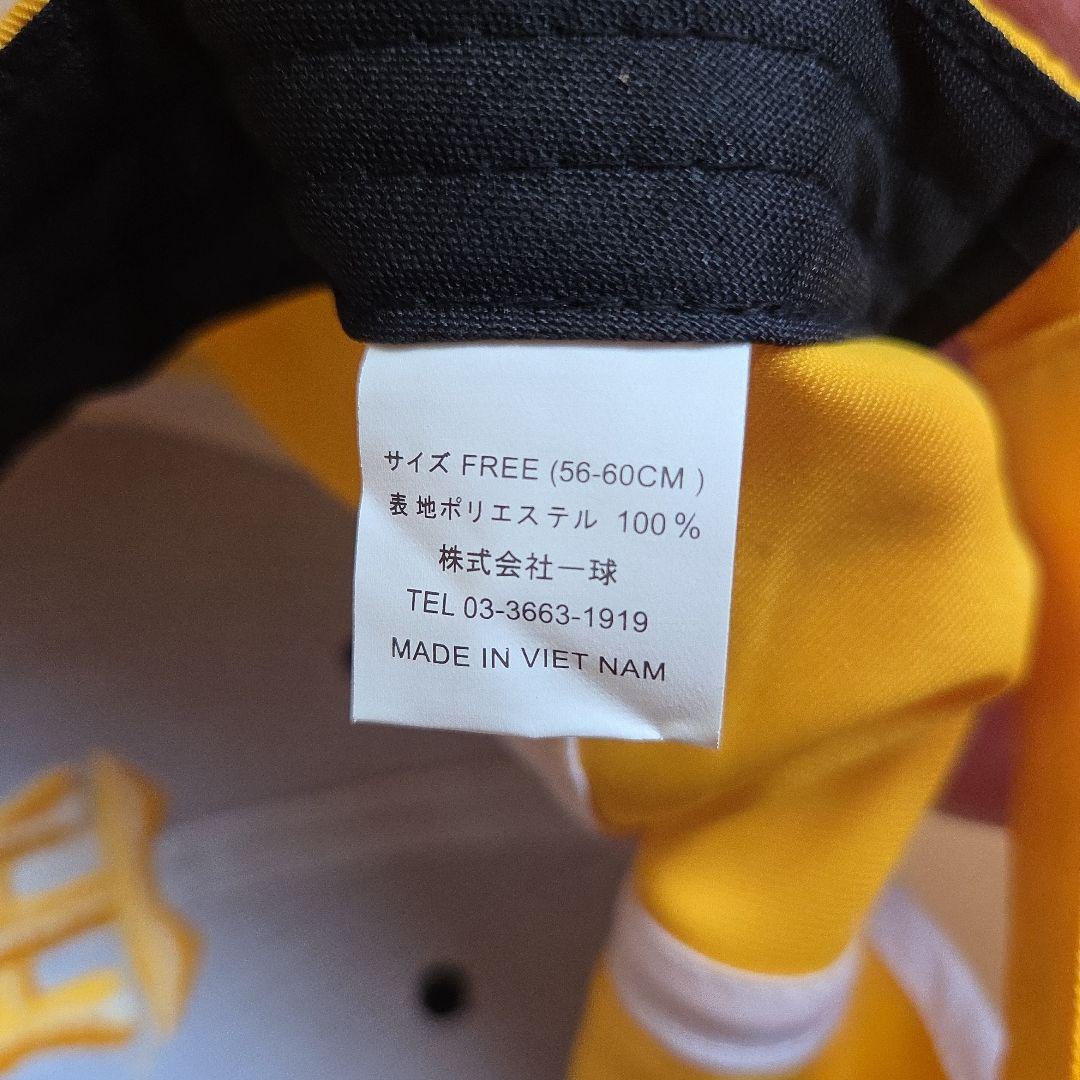 サイズ FREE (56-60CM )
表 地ポリエステル 100%
株式会社一球
TEL 03-3663-1919
MADE IN VIET NAM